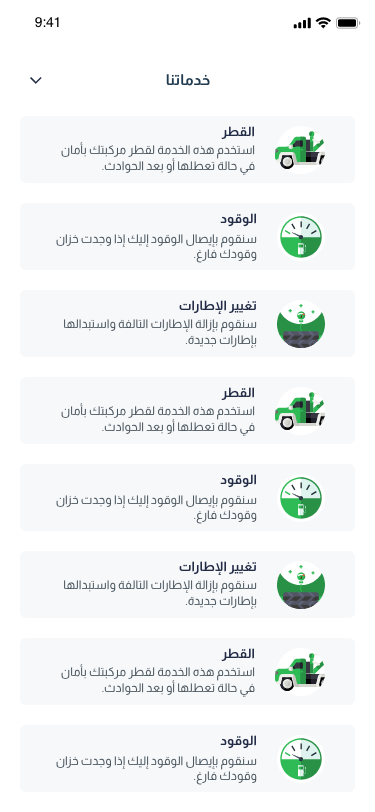 9:41
خدماتنا
القطر
استخدم هذه الخدمة لقطر مركبتك بأمان
في حالة تعطلها أو بعد الحوادث.
الوقود
سنقوم بإيصال الوقود إليك إذا وجدت خزان
وقودك فارغ.
تغيير الإطارات
سنقوم بإزالة الإطارات التالفة واستبدالها
بإطارات جديدة.
القطر
استخدم هذه الخدمة لقطر مركبتك بأمان
في حالة تعطلها أو بعد الحوادث.
الوقود
سنقوم بإيصال الوقود إليك إذا وجدت خزان
وقودك فارغ.
تغيير الإطارات
سنقوم بإزالة الإطارات التالفة واستبدالها
بإطارات جديدة.
القطر
استخدم هذه الخدمة لقطر مركبتك بأمان
في حالة تعطلها أو بعد الحوادث.
الوقود
سنقوم بإيصال الوقود إليك إذا وجدت خزان
وقودك فارغ.